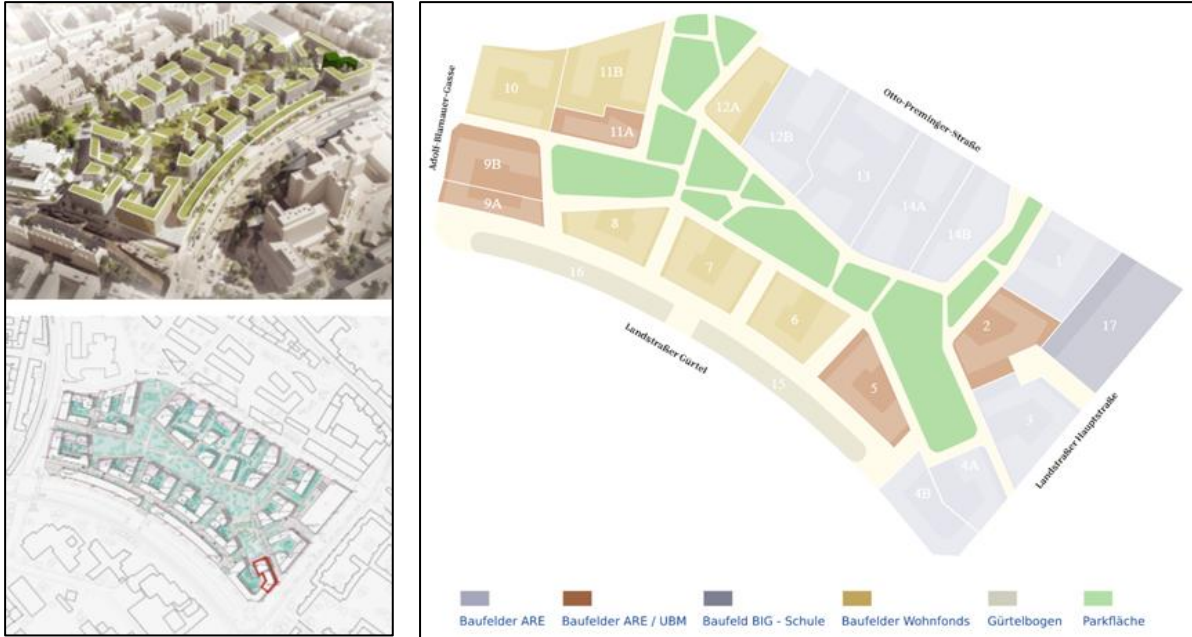 10
11B
11A
Adolf-Blamauer-Gasse
9B
9A
12A
12B
Otto-Preminger-Straße
13
14A
14B
8
7
6
16
15
Landstraßer Gürtel
5
1
2
17
3
4A
4B
Landstraßer Hauptstraße
Baufelder ARE
Baufelder ARE / UBM
Baufeld BIG - Schule
Baufelder Wohnfonds
Gürtelbogen
Parkfläche